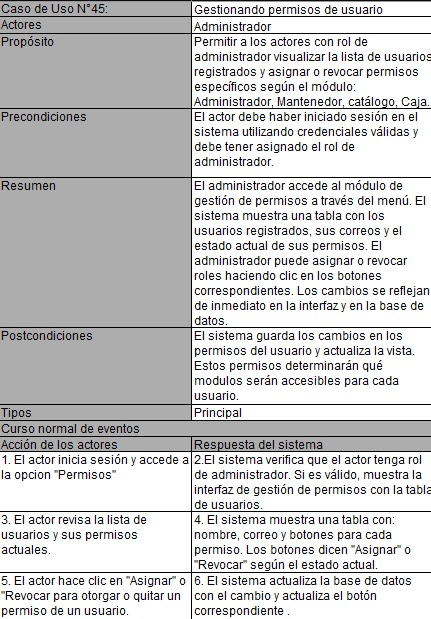 Caso de Uso N°45: Gestionando permisos de usuario
Actores Administrador
Propósito Permitir a los actores con rol de
administrador visualizar la lista de usuarios
registrados y asignar o revocar permisos
específicos según el módulo:
Administrador, Mantenedor, catálogo, Caja.
Precondiciones El actor debe haber iniciado sesión en el
sistema utilizando credenciales válidas y
debe tener asignado el rol de
administrador.
Resumen El administrador accede al módulo de
gestión de permisos a través del menú. El
sistema muestra una tabla con los
usuarios registrados, sus correos y el
estado actual de sus permisos. El
administrador puede asignar o revocar
roles haciendo clic en los botones
correspondientes. Los cambios se reflejan
de inmediato en la interfaz y en la base de
datos.
Postcondiciones El sistema guarda los cambios en los
permisos del usuario y actualiza la vista.
Estos permisos determinarán qué
modulos serán accesibles para cada
usuario.
Tipos Principal
Curso normal de eventos
Acción de los actores Respuesta del sistema
1. El actor inicia sesión y accede a
la opcion "Permisos"
2.El sistema verifica que el actor tenga rol
de administrador. Si es válido, muestra la
interfaz de gestión de permisos con la tabla
de usuarios.
3. El actor revisa la lista de
usuarios y sus permisos
actuales.
4. El sistema muestra una tabla con:
nombre, correo y botones para cada
permiso. Los botones dicen "Asignar" o
"Revocar" según el estado actual.
5. El actor hace clic en "Asignar" o
"Revocar para otorgar o quitar un
permiso de un usuario.
6. El sistema actualiza la base de datos
con el cambio y actualiza el botón
correspondiente .